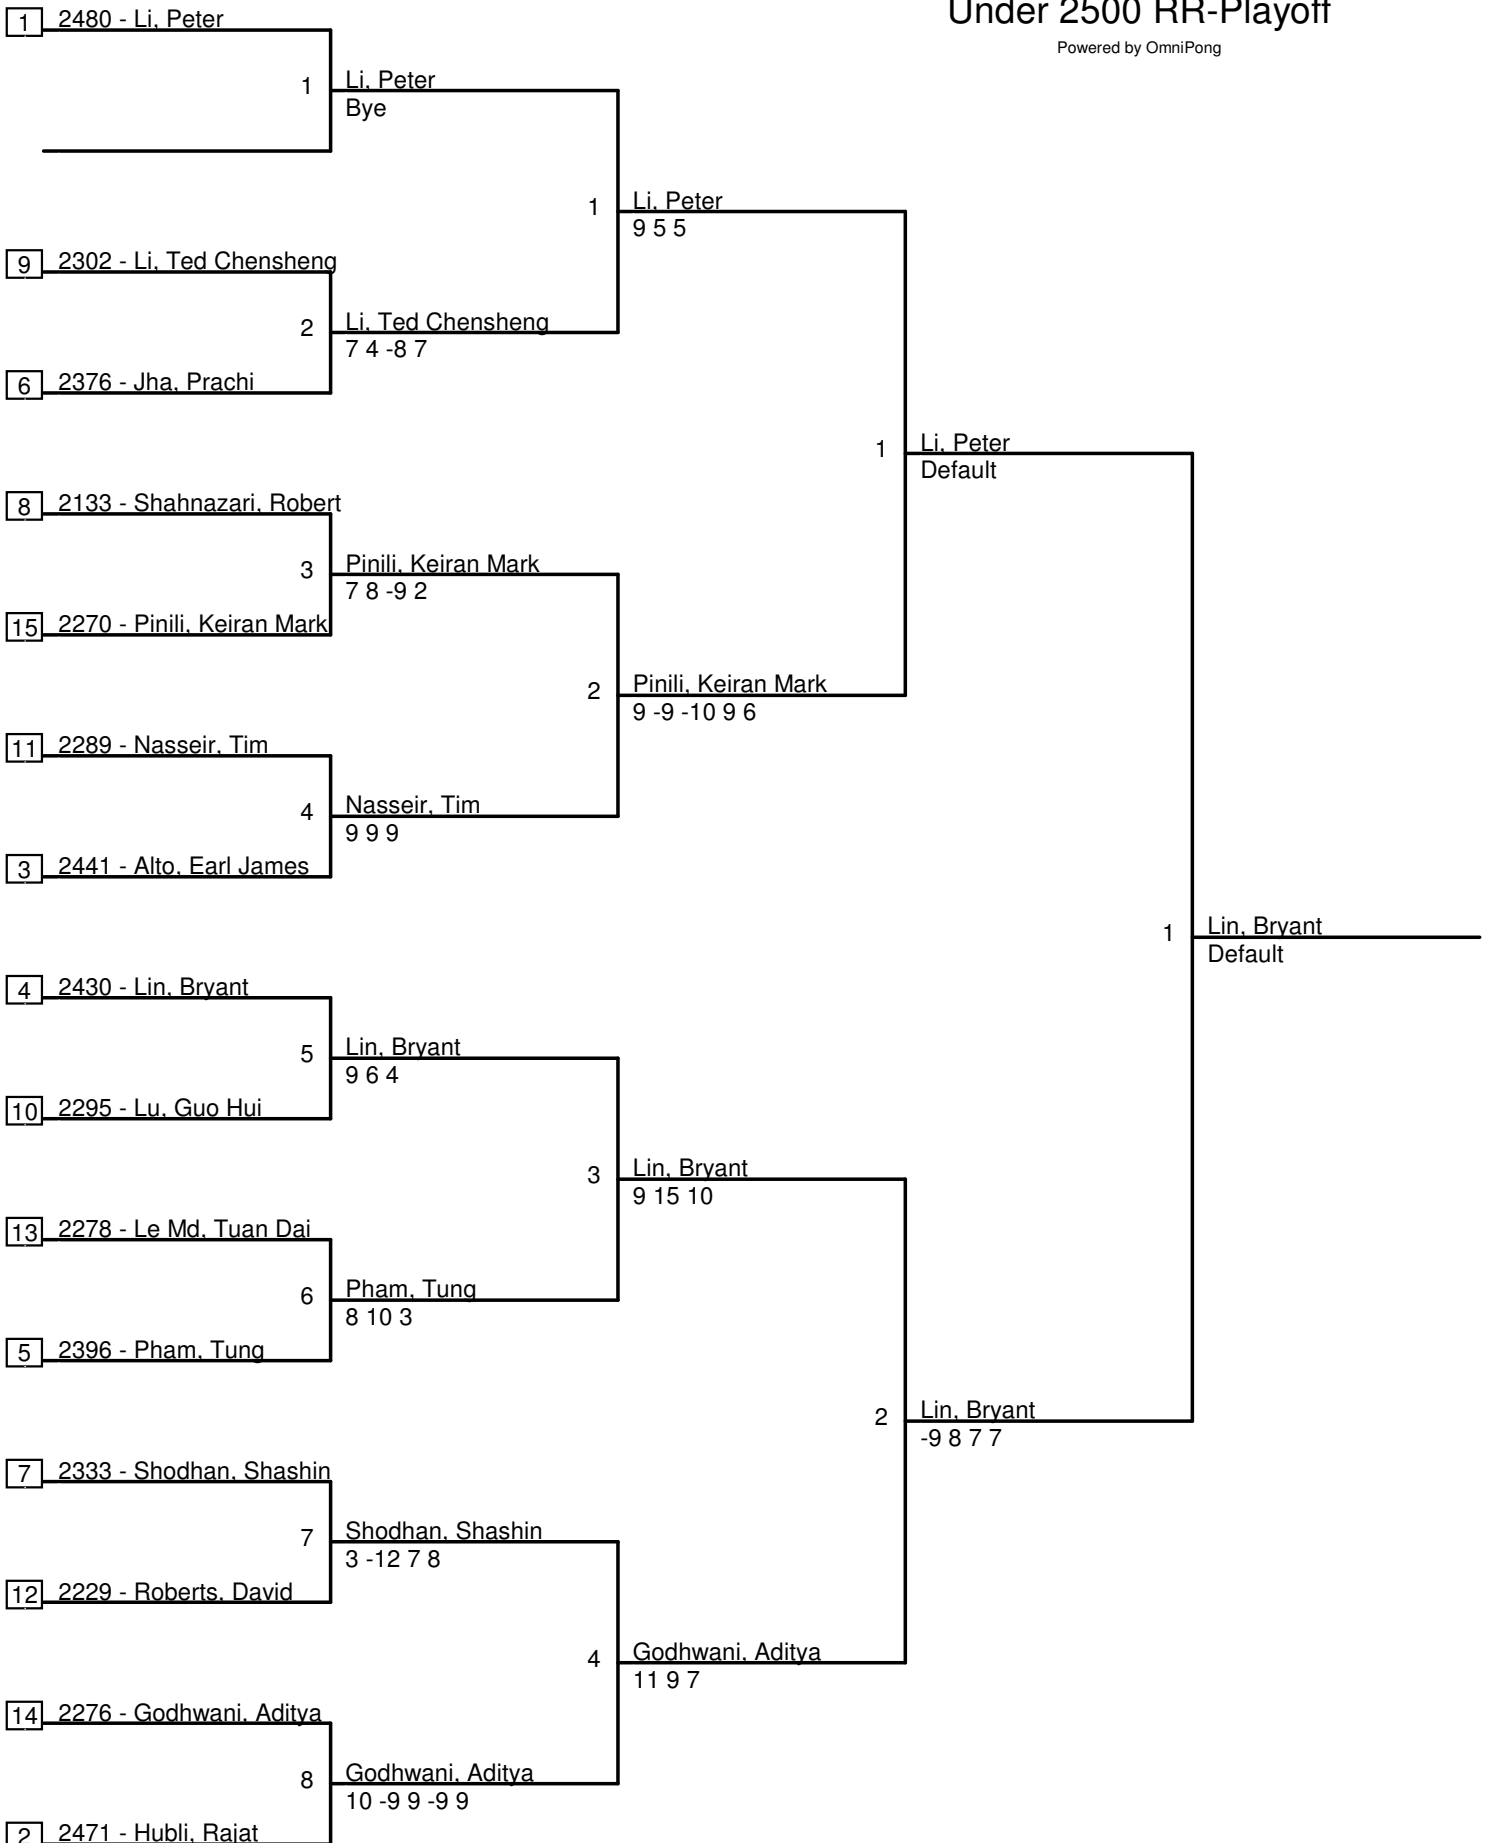 Under 2500 RR-Playoff
Powered by OmniPong
1 2480 - Li, Peter
1 Li, Peter
Bye
1 Li, Peter
9 5 5
9 2302 - Li, Ted Chensheng
2 Li, Ted Chensheng
7 4 -8 7
6 2376 - Jha, Prachi
1 Li, Peter
Default
8 2133 - Shahnazari, Robert
3 Pinili, Keiran Mark
7 8 -9 2
15 2270 - Pinili, Keiran Mark
2 Pinili, Keiran Mark
9 -9 -10 9 6
11 2289 - Nasseir, Tim
4 Nasseir, Tim
9 9 9
3 2441 - Alto, Earl James
1 Lin, Bryant
Default
4 2430 - Lin, Bryant
5 Lin, Bryant
9 6 4
10 2295 - Lu, Guo Hui
3 Lin, Bryant
9 15 10
13 2278 - Le Md, Tuan Dai
6 Pham, Tung
8 10 3
5 2396 - Pham, Tung
2 Lin, Bryant
-9 8 7 7
7 2333 - Shodhan, Shashin
7 Shodhan, Shashin
3 -12 7 8
12 2229 - Roberts, David
4 Godhwani, Aditya
11 9 7
14 2276 - Godhwani, Aditya
8 Godhwani, Aditya
10 -9 9 -9 9
2 2471 - Hubli, Rajat